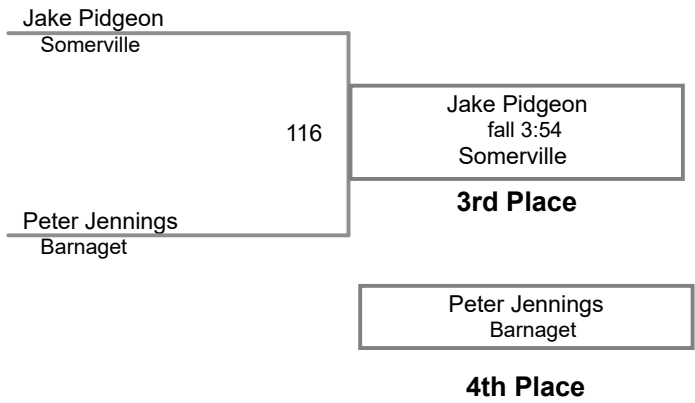 Jake Pidgeon
Somerville
116
Jake Pidgeon
fall 3:54
Somerville
3rd Place
Peter Jennings
Barnaget
Peter Jennings
Barnaget
4th Place